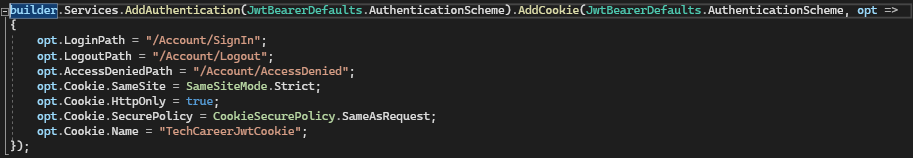 builder.Services.AddAuthentication(JwtBearerDefaults.AuthenticationScheme).AddCookie(JwtBearerDefaults.AuthenticationScheme, opt =>
{
    opt.LoginPath = "/Account/SignIn";
    opt.LogoutPath = "/Account/Logout";
    opt.AccessDeniedPath = "/Account/AccessDenied";
    opt.Cookie.SameSite = SameSiteMode.Strict;
    opt.Cookie.HttpOnly = true;
    opt.Cookie.SecurePolicy = CookieSecurePolicy.SameAsRequest;
    opt.Cookie.Name = "TechCareerJwtCookie";
});